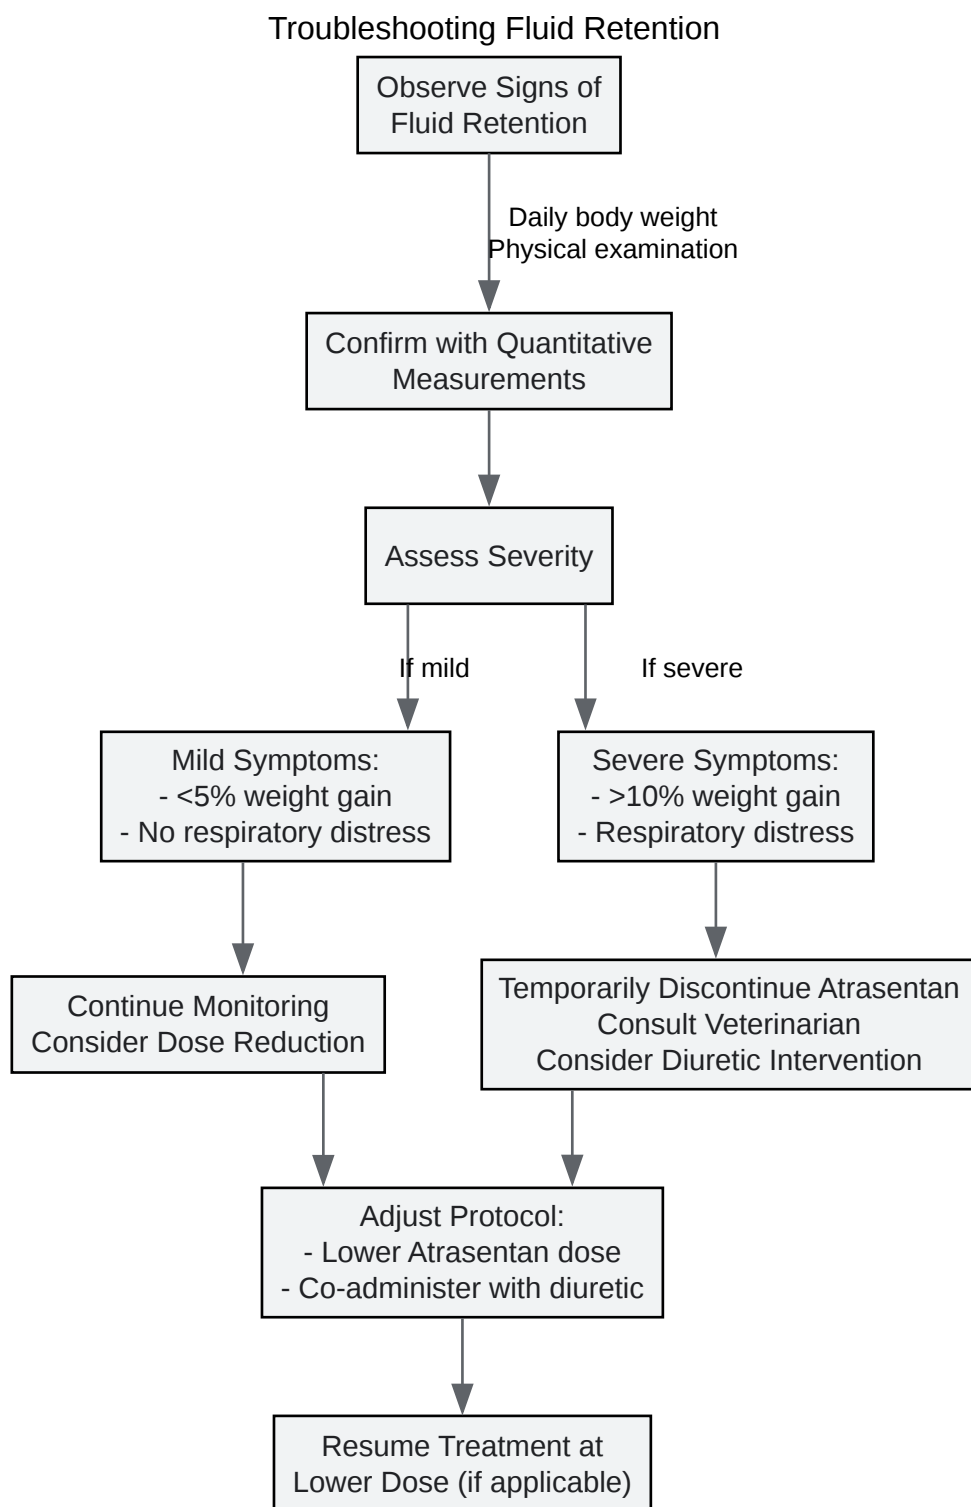 Troubleshooting Fluid Retention
Observe Signs of
Fluid Retention
Daily body weight
Physical examination
Confirm with Quantitative
Measurements
Assess Severity
If mild
If severe
Mild Symptoms:
- <5% weight gain
- No respiratory distress
Severe Symptoms:
- >10% weight gain
- Respiratory distress
Continue Monitoring
Consider Dose Reduction
Temporarily Discontinue Atrasentan
Consult Veterinarian
Consider Diuretic Intervention
Adjust Protocol:
- Lower Atrasentan dose
- Co-administer with diuretic
Resume Treatment at
Lower Dose (if applicable)